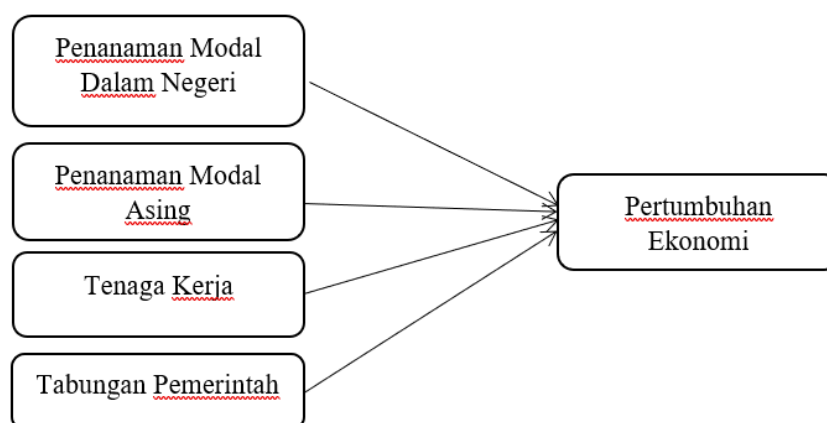 Penanaman Modal
Dalam Negeri
Penanaman Modal
Asing
Tenaga Kerja
Tabungan Pemerintah
Pertumbuhan
Ekonomi